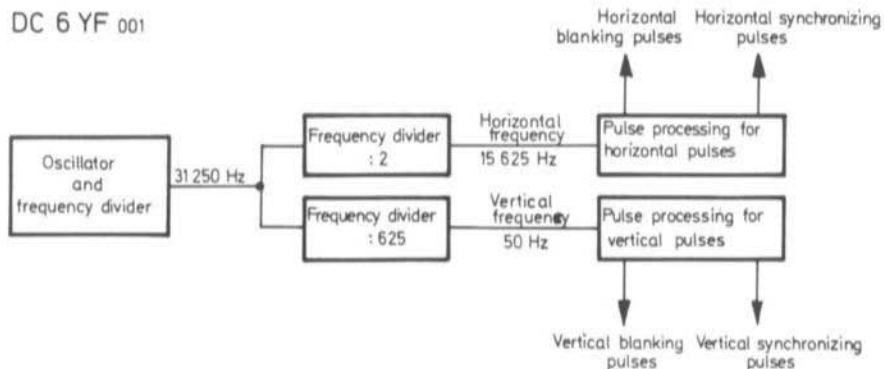 DC 6 YF 001
Horizontal
blanking pulses
Horizontal synchronizing
pulses
Oscillator
and
frequency divider
31 250 Hz
Frequency divider
: 2
Horizontal
frequency
15 625 Hz
Pulse processing for
horizontal pulses
Frequency divider
: 625
Vertical
frequency
50 Hz
Pulse processing for
vertical pulses
Vertical blanking
pulses
Vertical synchronizing
pulses